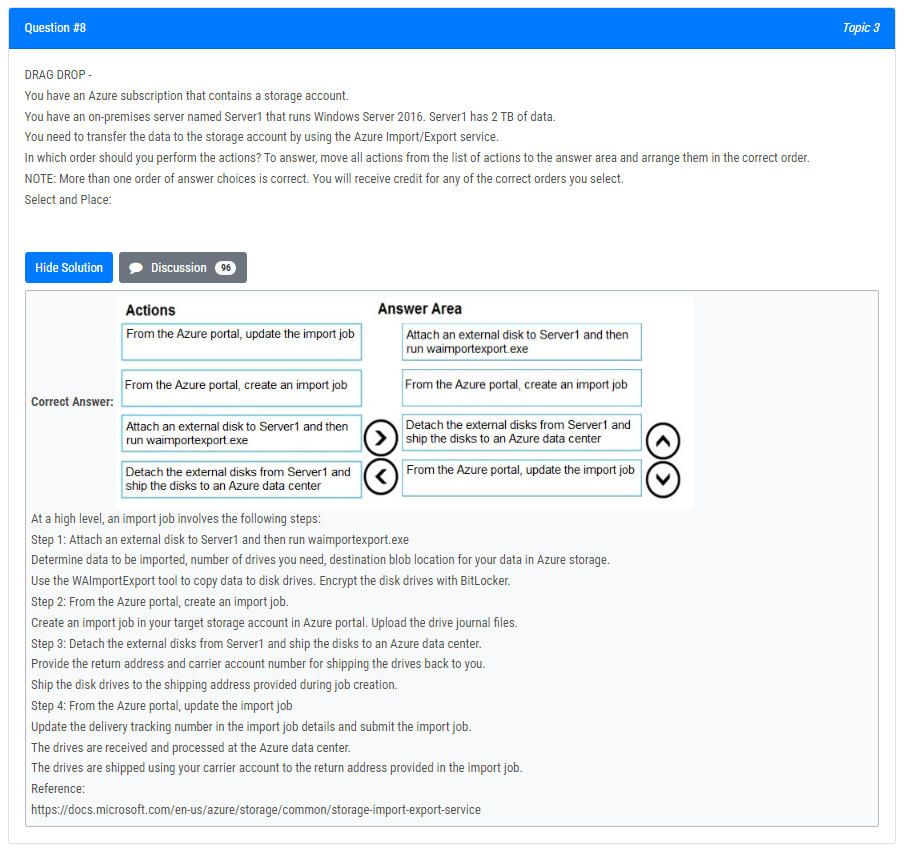 Question #8
Topic 3
DRAG DROP -
You have an Azure subscription that contains a storage account.
You have an on-premises server named Server1 that runs Windows Server 2016. Server1 has 2 TB of data.
You need to transfer the data to the storage account by using the Azure Import/Export service.
In which order should you perform the actions? To answer, move all actions from the list of actions to the answer area and arrange them in the correct order.
NOTE: More than one order of answer choices is correct. You will receive credit for any of the correct orders you select.
Select and Place:
Hide Solution
Discussion 96
Correct Answer:
Actions
From the Azure portal, update the import job
From the Azure portal, create an import job
Attach an external disk to Server1 and then
run waimportexport.exe
Detach the external disks from Server1 and
ship the disks to an Azure data center
Answer Area
Attach an external disk to Server1 and then
run waimportexport.exe
From the Azure portal, create an import job
Detach the external disks from Server1 and
ship the disks to an Azure data center
From the Azure portal, update the import job
At a high level, an import job involves the following steps:
Step 1: Attach an external disk to Server1 and then run waimportexport.exe
Determine data to be imported, number of drives you need, destination blob location for your data in Azure storage.
Use the WAImportExport tool to copy data to disk drives. Encrypt the disk drives with BitLocker.
Step 2: From the Azure portal, create an import job.
Create an import job in your target storage account in Azure portal. Upload the drive journal files.
Step 3: Detach the external disks from Server1 and ship the disks to an Azure data center.
Provide the return address and carrier account number for shipping the drives back to you.
Ship the disk drives to the shipping address provided during job creation.
Step 4: From the Azure portal, update the import job
Update the delivery tracking number in the import job details and submit the import job.
The drives are received and processed at the Azure data center.
The drives are shipped using your carrier account to the return address provided in the import job.
Reference:
https://docs.microsoft.com/en-us/azure/storage/common/storage-import-export-service